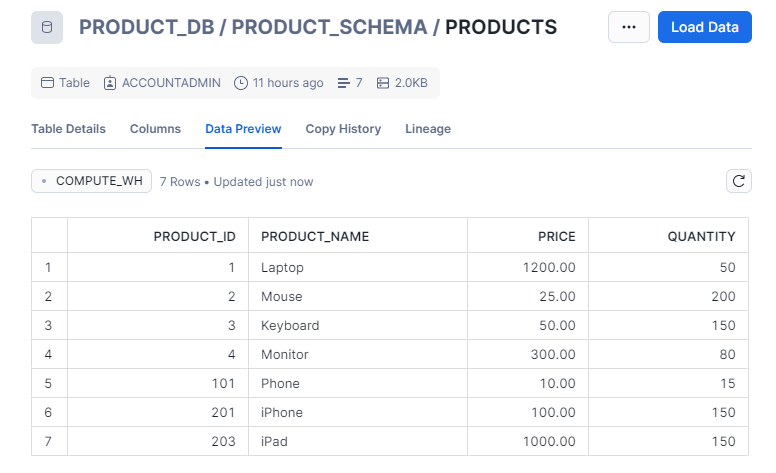 PRODUCT_DB / PRODUCT_SCHEMA / PRODUCTS ... Load Data
Table ACCOUNTADMIN 11 hours ago 7 2.0KB
Table Details Columns Data Preview Copy History Lineage
COMPUTE_WH 7 Rows • Updated just now
PRODUCT_ID PRODUCT_NAME PRICE QUANTITY
1 1 Laptop 1200.00 50
2 2 Mouse 25.00 200
3 3 Keyboard 50.00 150
4 4 Monitor 300.00 80
5 101 Phone 10.00 15
6 201 iPhone 100.00 150
7 203 iPad 1000.00 150